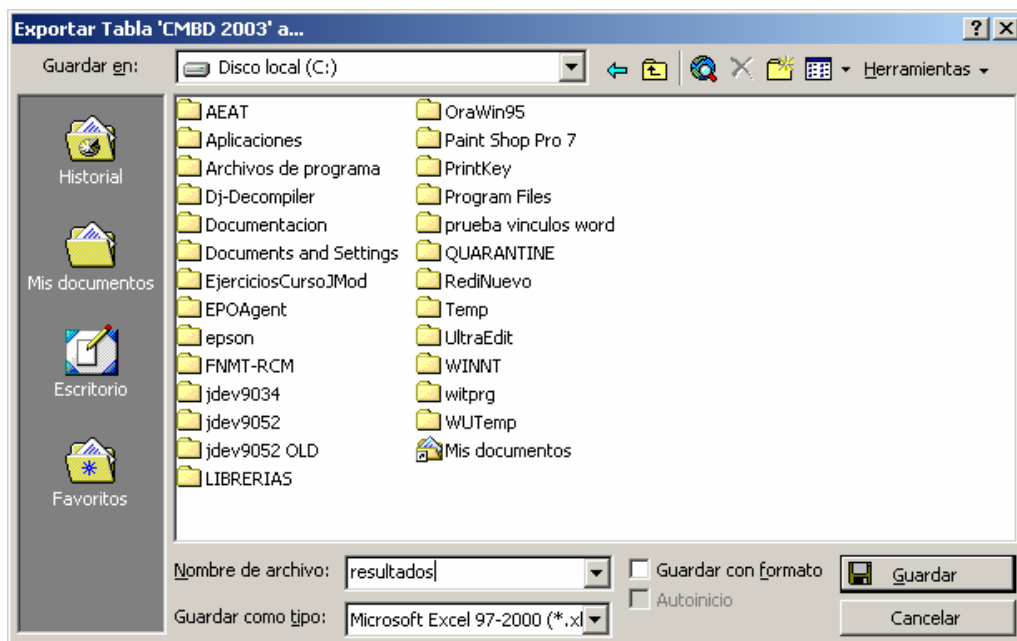 Exportar Tabla 'CMBD 2003' a...
Guardar en:
Disco local (C:)
Herramientas
Historial
Mis documentos
Escritorio
Favoritos
AEAT
Aplicaciones
Archivos de programa
Dj-Decompiler
Documentacion
Documents and Settings
EjerciciosCursoJMod
EPOAgent
epson
FNMT-RCM
jdev9034
jdev9052
jdev9052 OLD
LIBRERIAS
OraWin95
Paint Shop Pro 7
PrintKey
Program Files
prueba vinculos word
QUARANTINE
RediNuevo
Temp
UltraEdit
WINNT
witprg
WUTemp
Mis documentos
Nombre de archivo:
resultados
Guardar con formato
Guardar
Guardar como tipo:
Microsoft Excel 97-2000 (*.xl
Autoinicio
Cancelar